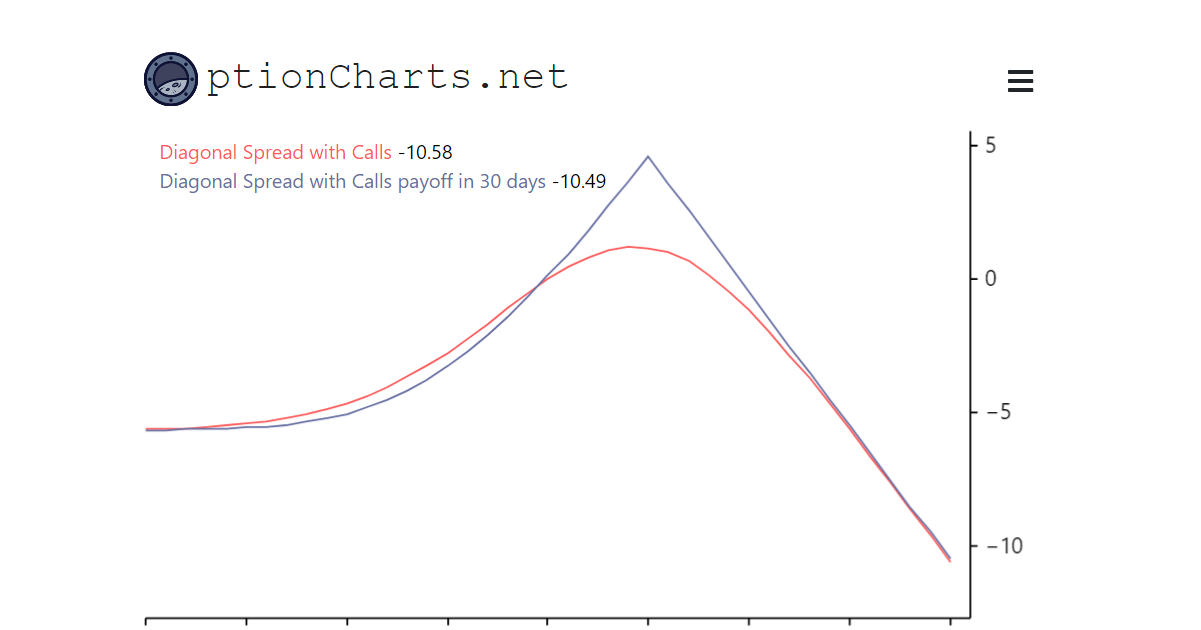 ptionCharts.net
Diagonal Spread with Calls -10.58
Diagonal Spread with Calls payoff in 30 days -10.49
5
0
−5
−10